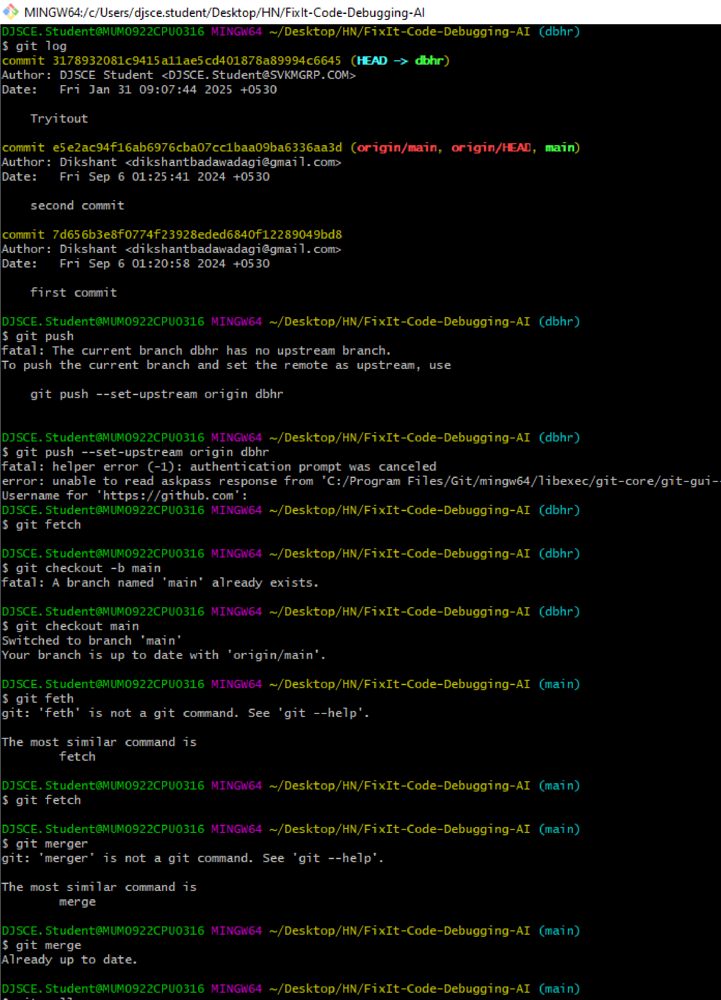 MINGW64:/c/Users/djsce.student/Desktop/HN/FixIt-Code-Debugging-AI
DJSCE.Student@MUM0922CPU0316 MINGW64 ~/Desktop/HN/FixIt-Code-Debugging-AI (dbhr)
$ git log
commit 3178932081c9415a11ae5cd401878a89994c6645 (HEAD -> dbhr)
Author: DJSCE Student <DJSCE.Student@SVKMGRP.COM>
Date:   Fri Jan 31 09:07:44 2025 +0530
Tryitout
commit e5e2ac94f16ab6976cba07cc1baa09ba6336aa3d (origin/main, origin/HEAD, main)
Author: Dikshant <dikshantbadawadagi@gmail.com>
Date:   Fri Sep 6 01:25:41 2024 +0530
second commit
commit 7d656b3e8f0774f23928eded6840f12289049bd8
Author: Dikshant <dikshantbadawadagi@gmail.com>
Date:   Fri Sep 6 01:20:58 2024 +0530
first commit
DJSCE.Student@MUM0922CPU0316 MINGW64 ~/Desktop/HN/FixIt-Code-Debugging-AI (dbhr)
$ git push
fatal: The current branch dbhr has no upstream branch.
To push the current branch and set the remote as upstream, use
git push --set-upstream origin dbhr
DJSCE.Student@MUM0922CPU0316 MINGW64 ~/Desktop/HN/FixIt-Code-Debugging-AI (dbhr)
$ git push --set-upstream origin dbhr
fatal: helper error (-1): authentication prompt was canceled
error: unable to read askpass response from 'C:/Program Files/Git/mingw64/libexec/git-core/git-gui--
Username for 'https://github.com':
DJSCE.Student@MUM0922CPU0316 MINGW64 ~/Desktop/HN/FixIt-Code-Debugging-AI (dbhr)
$ git fetch
DJSCE.Student@MUM0922CPU0316 MINGW64 ~/Desktop/HN/FixIt-Code-Debugging-AI (dbhr)
$ git checkout -b main
fatal: A branch named 'main' already exists.
DJSCE.Student@MUM0922CPU0316 MINGW64 ~/Desktop/HN/FixIt-Code-Debugging-AI (dbhr)
$ git checkout main
Switched to branch 'main'
Your branch is up to date with 'origin/main'.
DJSCE.Student@MUM0922CPU0316 MINGW64 ~/Desktop/HN/FixIt-Code-Debugging-AI (main)
$ git feth
git: 'feth' is not a git command. See 'git --help'.
The most similar command is
fetch
DJSCE.Student@MUM0922CPU0316 MINGW64 ~/Desktop/HN/FixIt-Code-Debugging-AI (main)
$ git fetch
DJSCE.Student@MUM0922CPU0316 MINGW64 ~/Desktop/HN/FixIt-Code-Debugging-AI (main)
$ git merger
git: 'merger' is not a git command. See 'git --help'.
The most similar command is
merge
DJSCE.Student@MUM0922CPU0316 MINGW64 ~/Desktop/HN/FixIt-Code-Debugging-AI (main)
$ git merge
Already up to date.
DJSCE.Student@MUM0922CPU0316 MINGW64 ~/Desktop/HN/FixIt-Code-Debugging-AI (main)